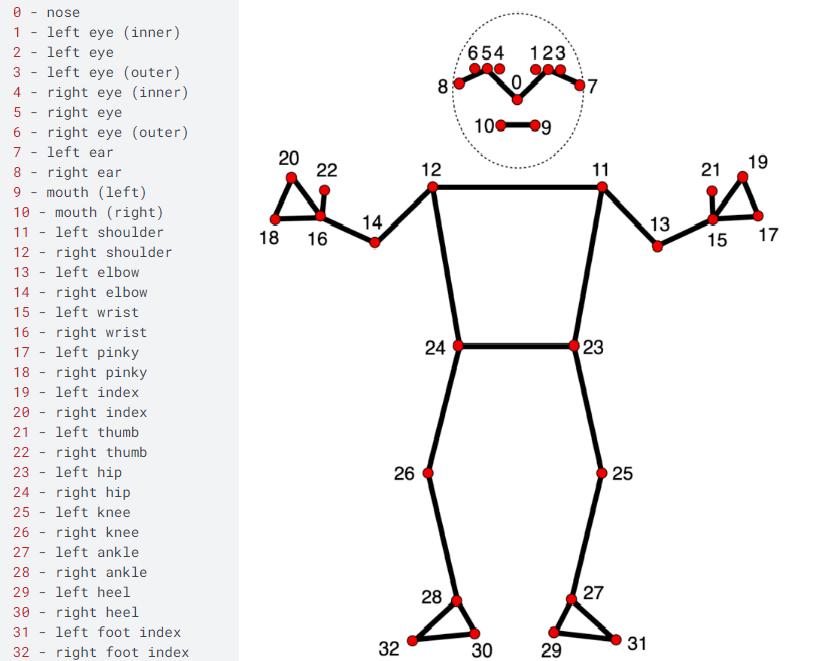 0 - nose
1 - left eye (inner)
2 - left eye
3 - left eye (outer)
4 - right eye (inner)
5 - right eye
6 - right eye (outer)
7 - left ear
8 - right ear
9 - mouth (left)
10 - mouth (right)
11 - left shoulder
12 - right shoulder
13 - left elbow
14 - right elbow
15 - left wrist
16 - right wrist
17 - left pinky
18 - right pinky
19 - left index
20 - right index
21 - left thumb
22 - right thumb
23 - left hip
24 - right hip
25 - left knee
26 - right knee
27 - left ankle
28 - right ankle
29 - left heel
30 - right heel
31 - left foot index
32 - right foot index
6 5 4 1 2 3
8 0 7
10 9
20 22 12 11 21 19
18 16 14 13 15 17
24 23
26 25
28 27
32 30 29 31